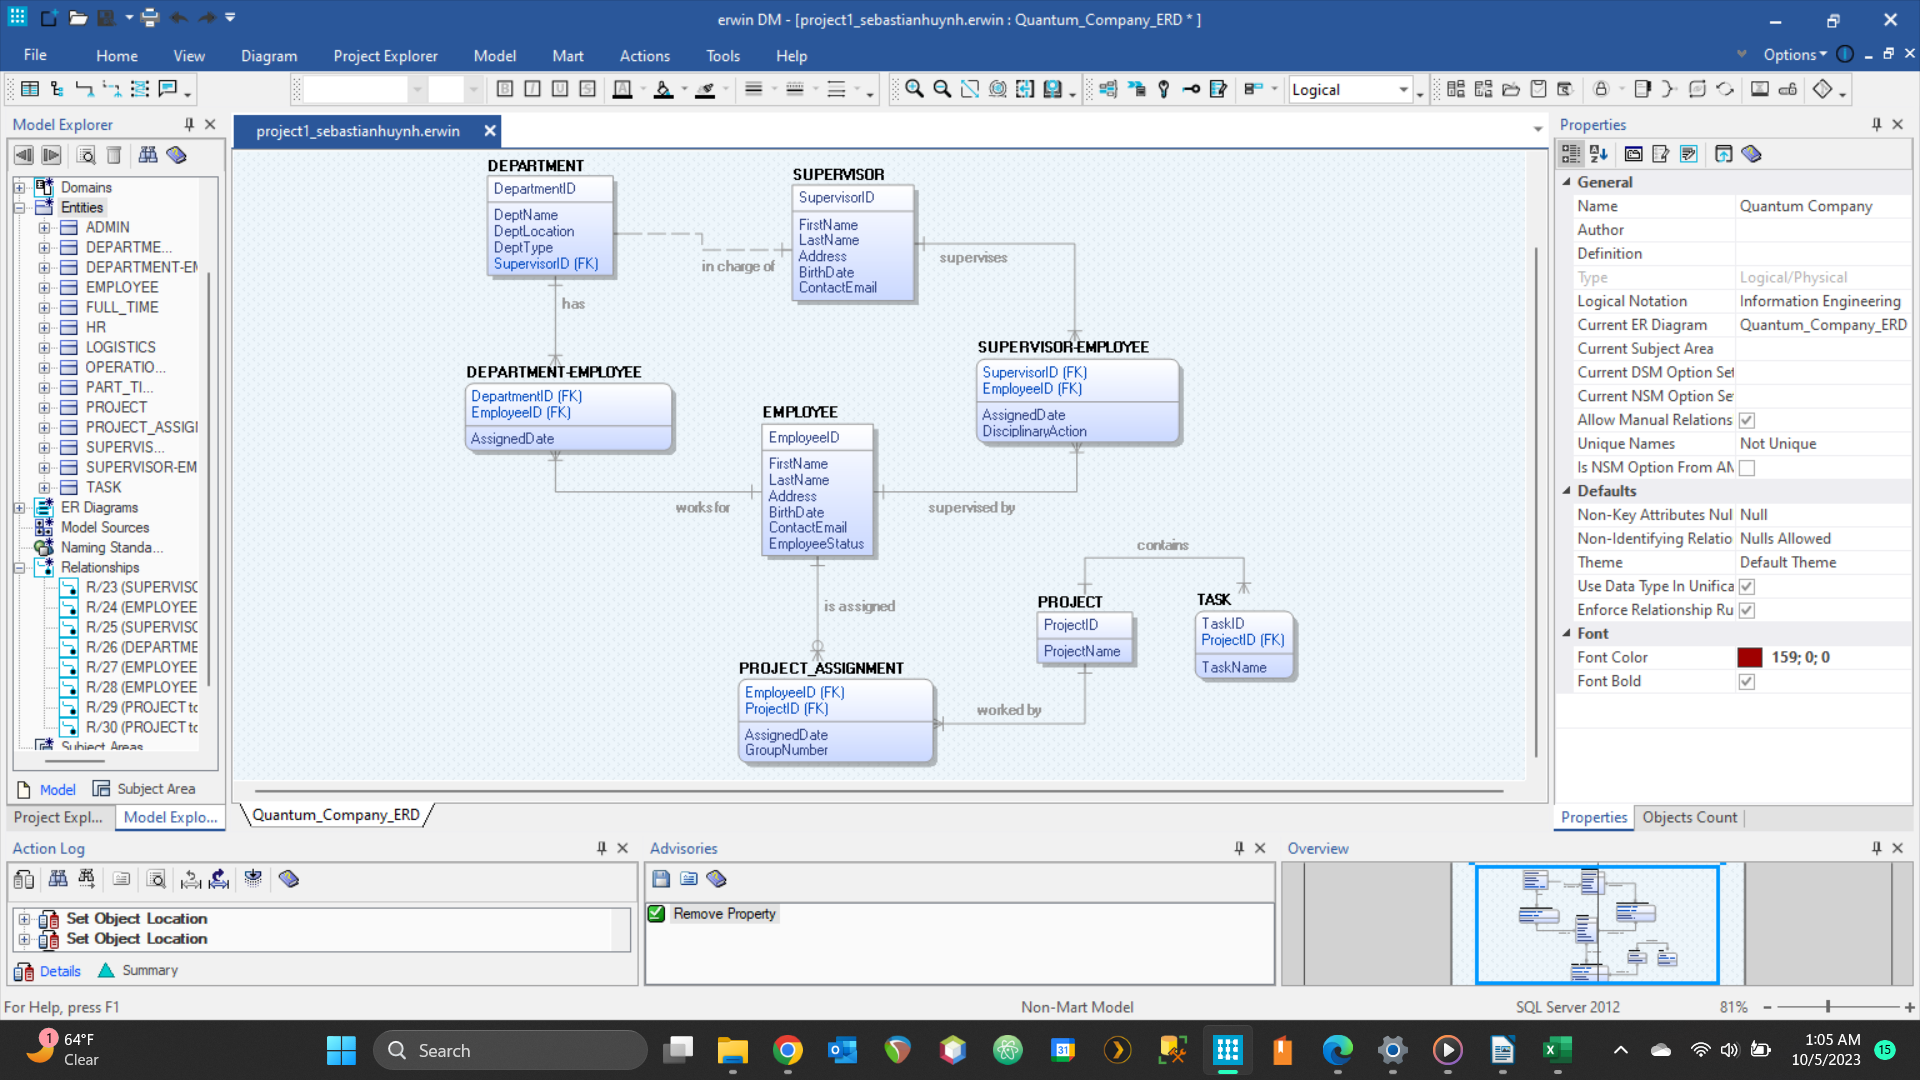 erwin DM - [project1_sebastianhuynh.erwin : Quantum_Company_ERD * ]
File Home View Diagram Project Explorer Model Mart Actions Tools Help Options
Logical
Model Explorer
Domains
Entities
ADMIN
DEPARTME...
DEPARTMENT-EM
EMPLOYEE
FULL_TIME
HR
LOGISTICS
OPERATIO...
PART_TI...
PROJECT
PROJECT_ASSIGI
SUPERVIS...
SUPERVISOR-EM
TASK
ER Diagrams
Model Sources
Naming Standa...
Relationships
R/23 (SUPERVISC
R/24 (EMPLOYEE
R/25 (SUPERVISC
R/26 (DEPARTME
R/27 (EMPLOYEE
R/28 (EMPLOYEE
R/29 (PROJECT to
R/30 (PROJECT to
Subject Areas
Model Subject Area
Project Expl... Model Explo...
project1_sebastianhuynh.erwin
DEPARTMENT
DepartmentID
DeptName
DeptLocation
DeptType
SupervisorID (FK)
in charge of
SUPERVISOR
SupervisorID
FirstName
LastName
Address
BirthDate
ContactEmail
supervises
has
DEPARTMENT-EMPLOYEE
DepartmentID (FK)
EmployeeID (FK)
AssignedDate
SUPERVISOR-EMPLOYEE
SupervisorID (FK)
EmployeeID (FK)
AssignedDate
DisciplinaryAction
EMPLOYEE
EmployeeID
FirstName
LastName
Address
BirthDate
ContactEmail
EmployeeStatus
works for
supervised by
is assigned
contains
PROJECT
ProjectID
ProjectName
TASK
TaskID
ProjectID (FK)
TaskName
PROJECT_ASSIGNMENT
EmployeeID (FK)
ProjectID (FK)
AssignedDate
GroupNumber
worked by
Quantum_Company_ERD
Properties
General
Name Quantum Company
Author
Definition
Type Logical/Physical
Logical Notation Information Engineering
Current ER Diagram Quantum_Company_ERD
Current Subject Area
Current DSM Option Set
Current NSM Option Se
Allow Manual Relations
Unique Names Not Unique
Is NSM Option From AM
Defaults
Non-Key Attributes Nul Null
Non-Identifying Relatio Nulls Allowed
Theme Default Theme
Use Data Type In Unifica
Enforce Relationship Ru
Font
Font Color 159; 0; 0
Font Bold
Properties Objects Count
Action Log
Set Object Location
Set Object Location
Details Summary
Advisories
Remove Property
Overview
For Help, press F1 Non-Mart Model SQL Server 2012 81%
1
64°F
Clear
Search
31
1:05 AM
10/5/2023
15